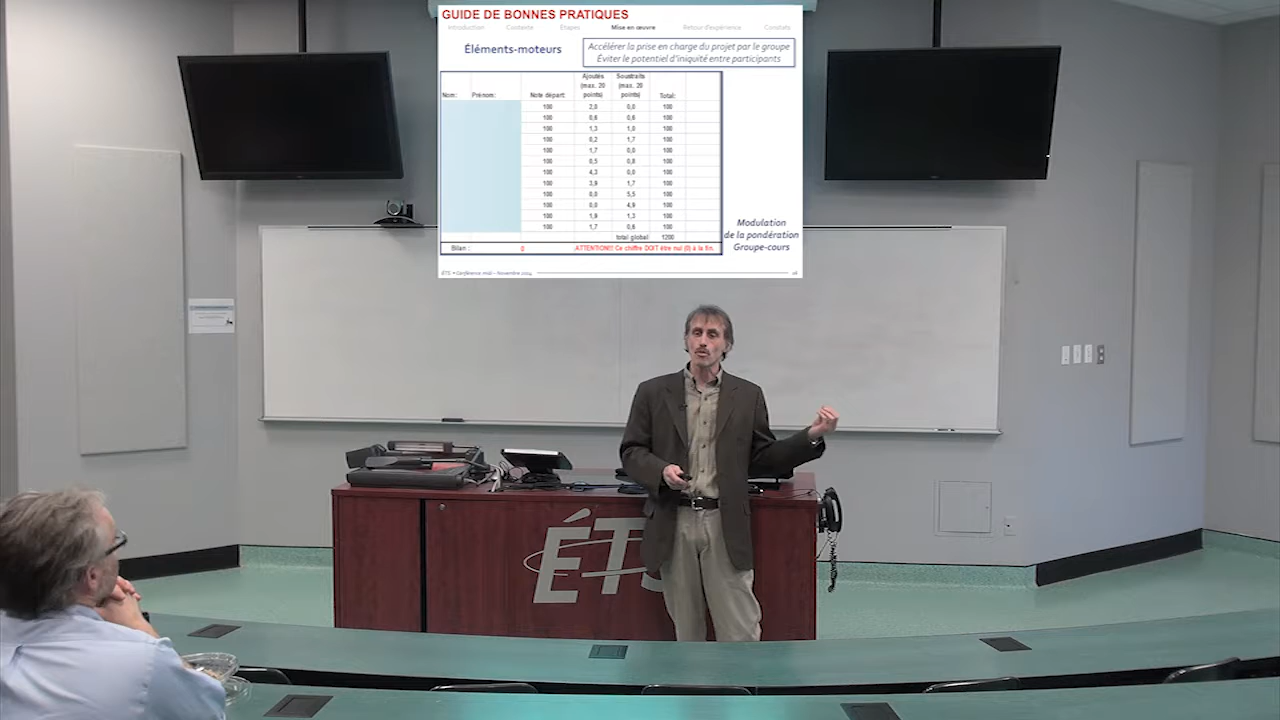 GUIDE DE BONNES PRATIQUES
Introduction Contexte Étapes Mise en œuvre Retour d'expérience Constats
Éléments-moteurs
Accélérer la prise en charge du projet par le groupe
Éviter le potentiel d'iniquité entre participants
Nom: Prénom: Note départ: Ajoutés (max. 20 points) Soustraits (max. 20 points) Total:
100 2,0 0,0 100
100 0,6 0,6 100
100 1,3 1,0 100
100 0,2 1,7 100
100 1,7 0,0 100
100 0,5 0,8 100
100 4,3 0,0 100
100 3,9 1,7 100
100 0,0 5,5 100
100 0,0 4,9 100
100 1,9 1,3 100
100 1,7 0,6 100
total global 1200
Bilan : 0 ATTENTION!! Ce chiffre DOIT être nul (0) à la fin.
Modulation
de la pondération
Groupe-cours
ÉTS • Conférence midi – Novembre 2014
ÉTS